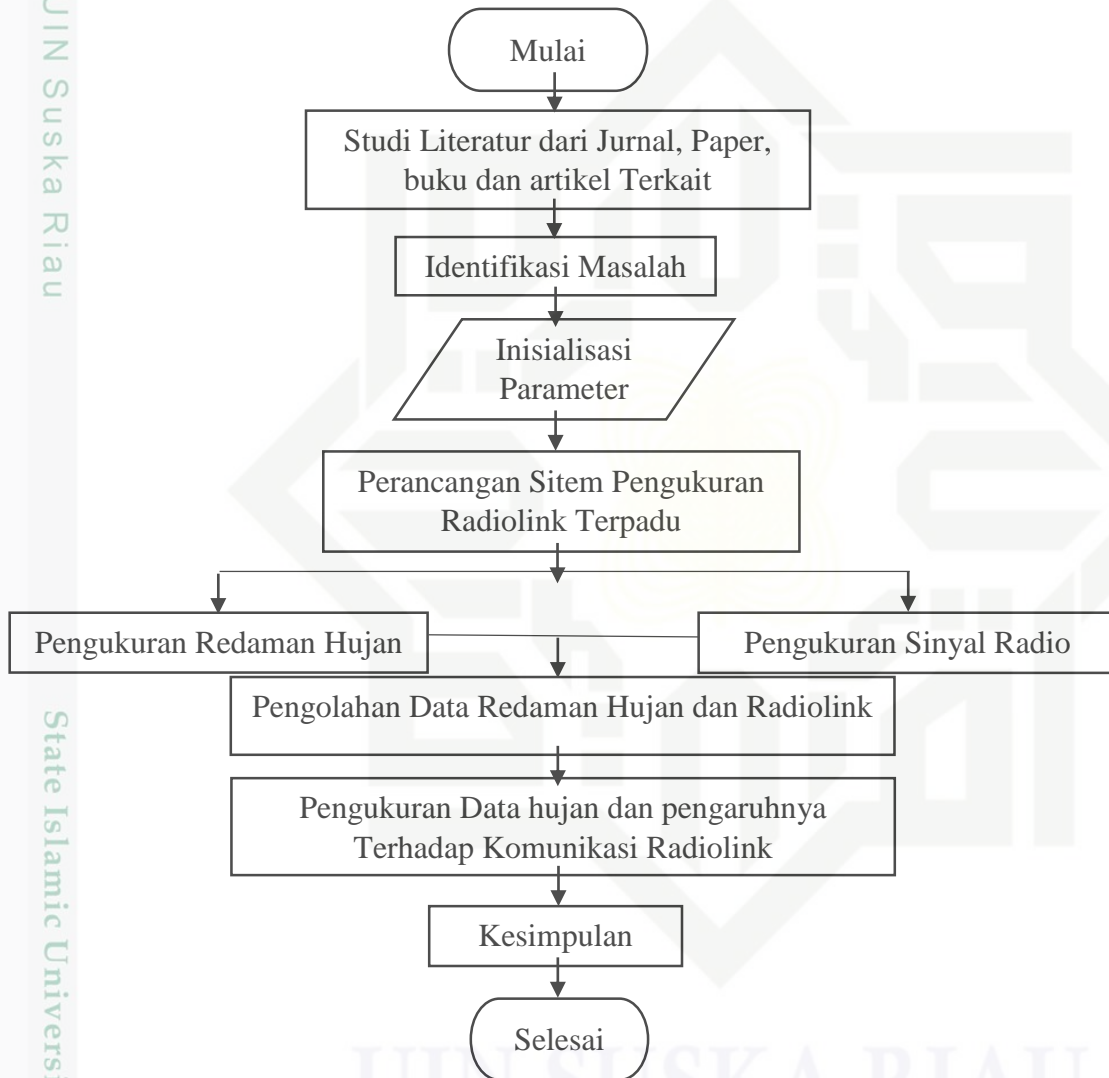 UIN Suska Riau
State Islamic Universi
Mulai
Studi Literatur dari Jurnal, Paper,
buku dan artikel Terkait
Identifikasi Masalah
Inisialisasi
Parameter
Perancangan Sitem Pengukuran
Radiolink Terpadu
Pengukuran Redaman Hujan
Pengukuran Sinyal Radio
Pengolahan Data Redaman Hujan dan Radiolink
Pengukuran Data hujan dan pengaruhnya
Terhadap Komunikasi Radiolink
Kesimpulan
Selesai
UIN SUSKA RIAU